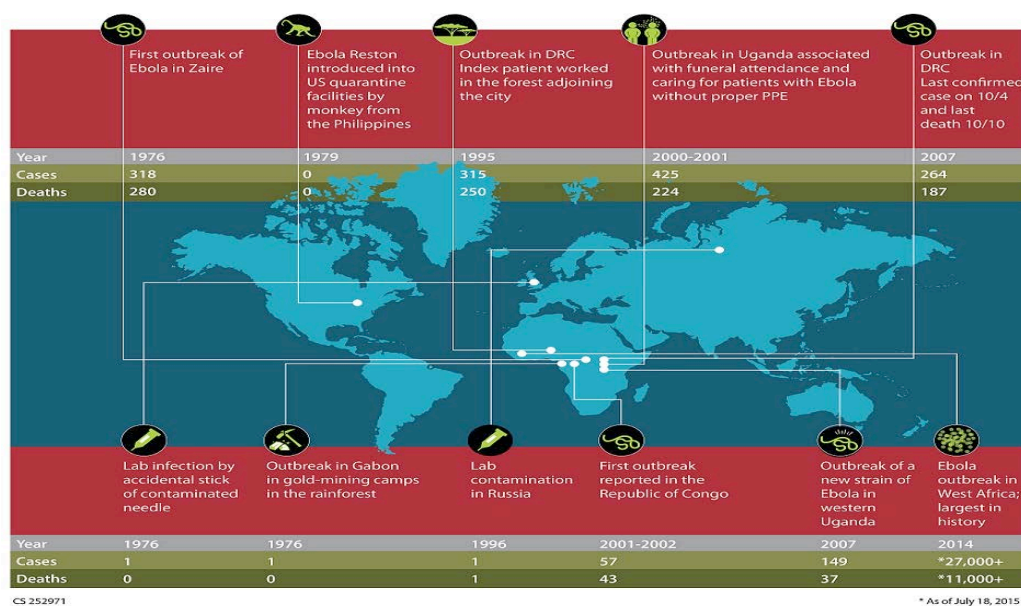 First outbreak of
Ebola in Zaire
Ebola Reston
introduced into
US quarantine
facilities by
monkey from
the Philippines
Outbreak in DRC
Index patient worked
in the forest adjoining
the city
Outbreak in Uganda associated
with funeral attendance and
caring for patients with Ebola
without proper PPE
Outbreak in
DRC
Last confirmed
case on 10/4
and last
death 10/10
Year 1976 1979 1995 2000-2001 2007
Cases 318 0 315 425 264
Deaths 280 0 250 224 187
Lab infection by
accidental stick
of contaminated
needle
Outbreak in Gabon
in gold-mining camps
in the rainforest
Lab
contamination
in Russia
First outbreak
reported in the
Republic of Congo
Outbreak of a
new strain of
Ebola in
western
Uganda
Ebola
outbreak in
West Africa;
largest in
history
Year 1976 1976 1996 2001-2002 2007 2014
Cases 1 1 1 57 149 *27,000+
Deaths 0 0 1 43 37 *11,000+
CS 252971
* As of July 18, 2015